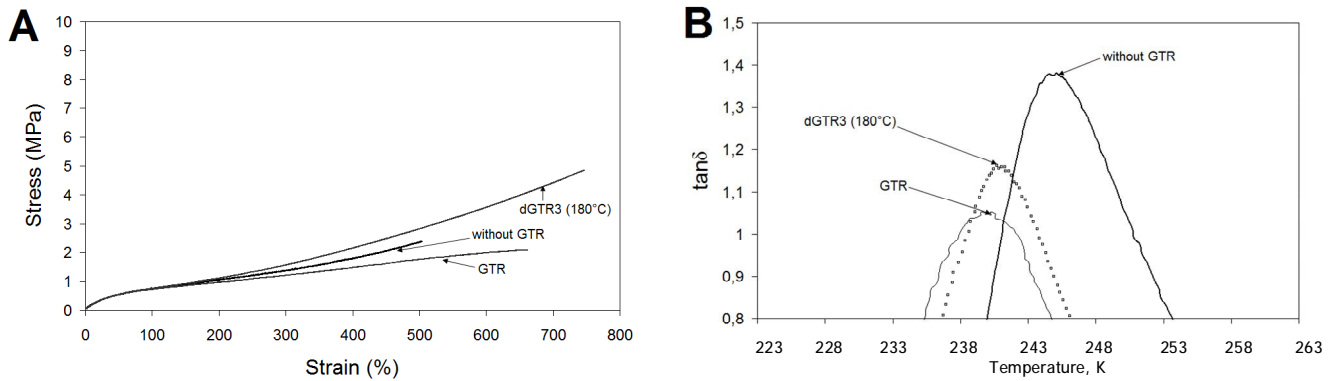 A
Stress (MPa)
10
9
8
7
6
5
4
3
2
1
0
dGTR3 (180°C)
without GTR
GTR
0 100 200 300 400 500 600 700 800
Strain (%)
B
tanδ
1,5
1,4
1,3
1,2
1,1
1
0,9
0,8
without GTR
dGTR3 (180°C)
GTR
223 228 233 238 243 248 253 258 263
Temperature, K